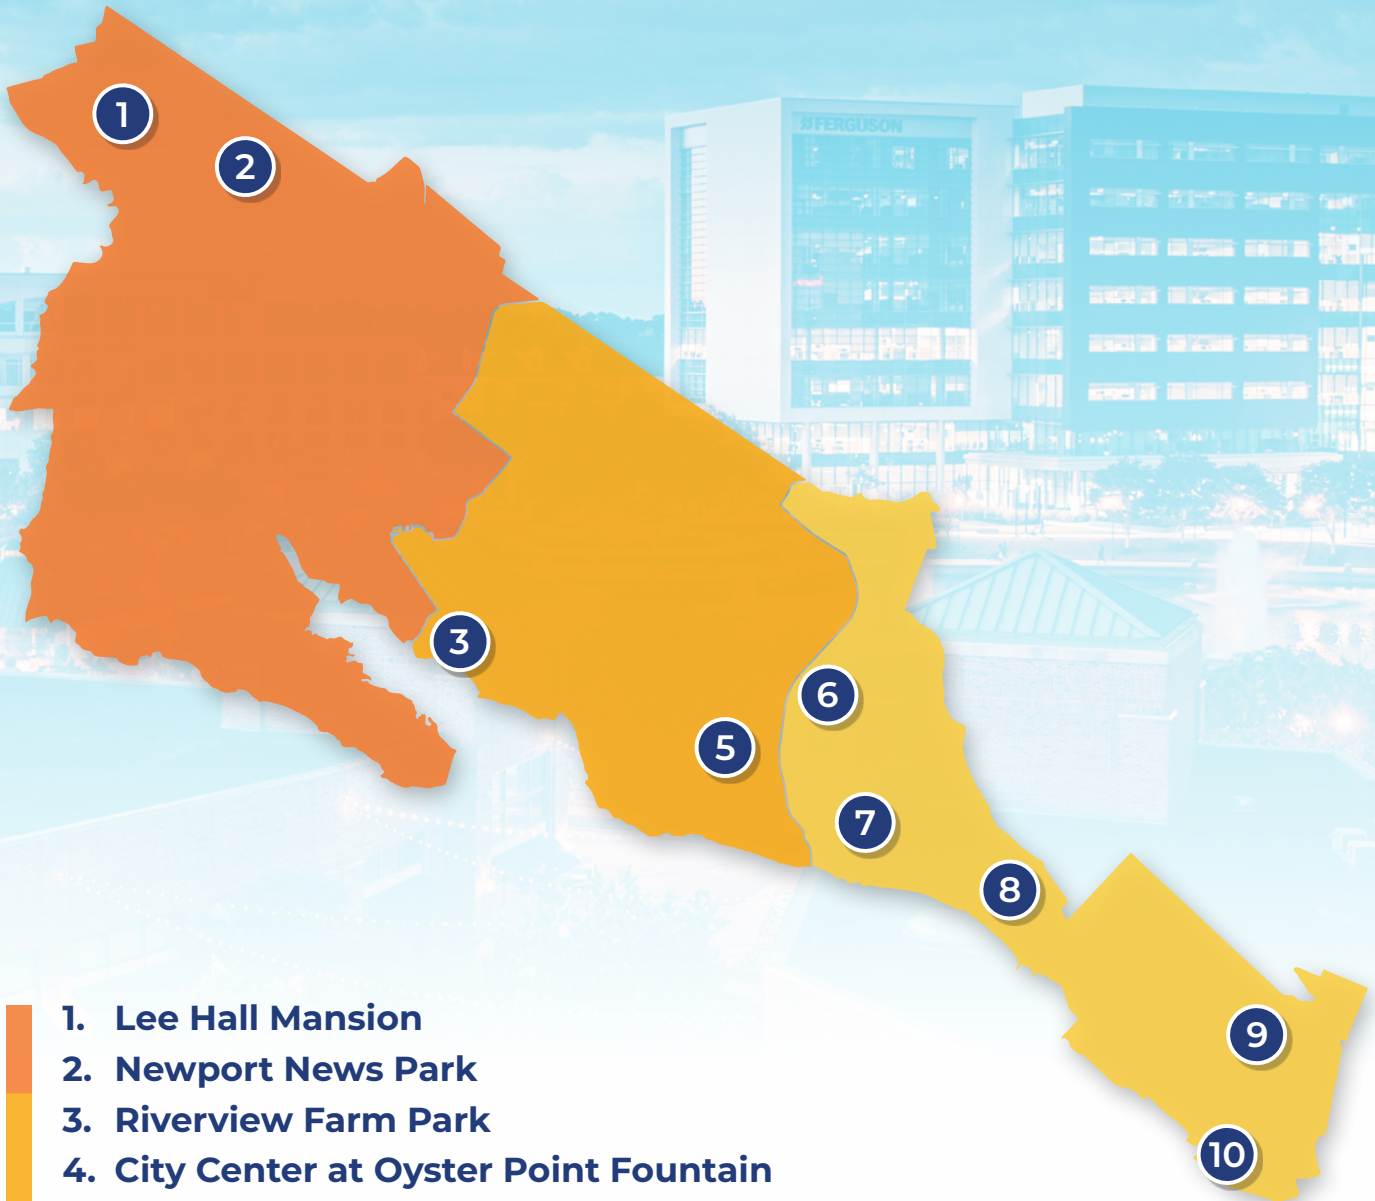 FERGUSON
1
2
3
5
6
7
8
9
10
1. Lee Hall Mansion
2. Newport News Park
3. Riverview Farm Park
4. City Center at Oyster Point Fountain